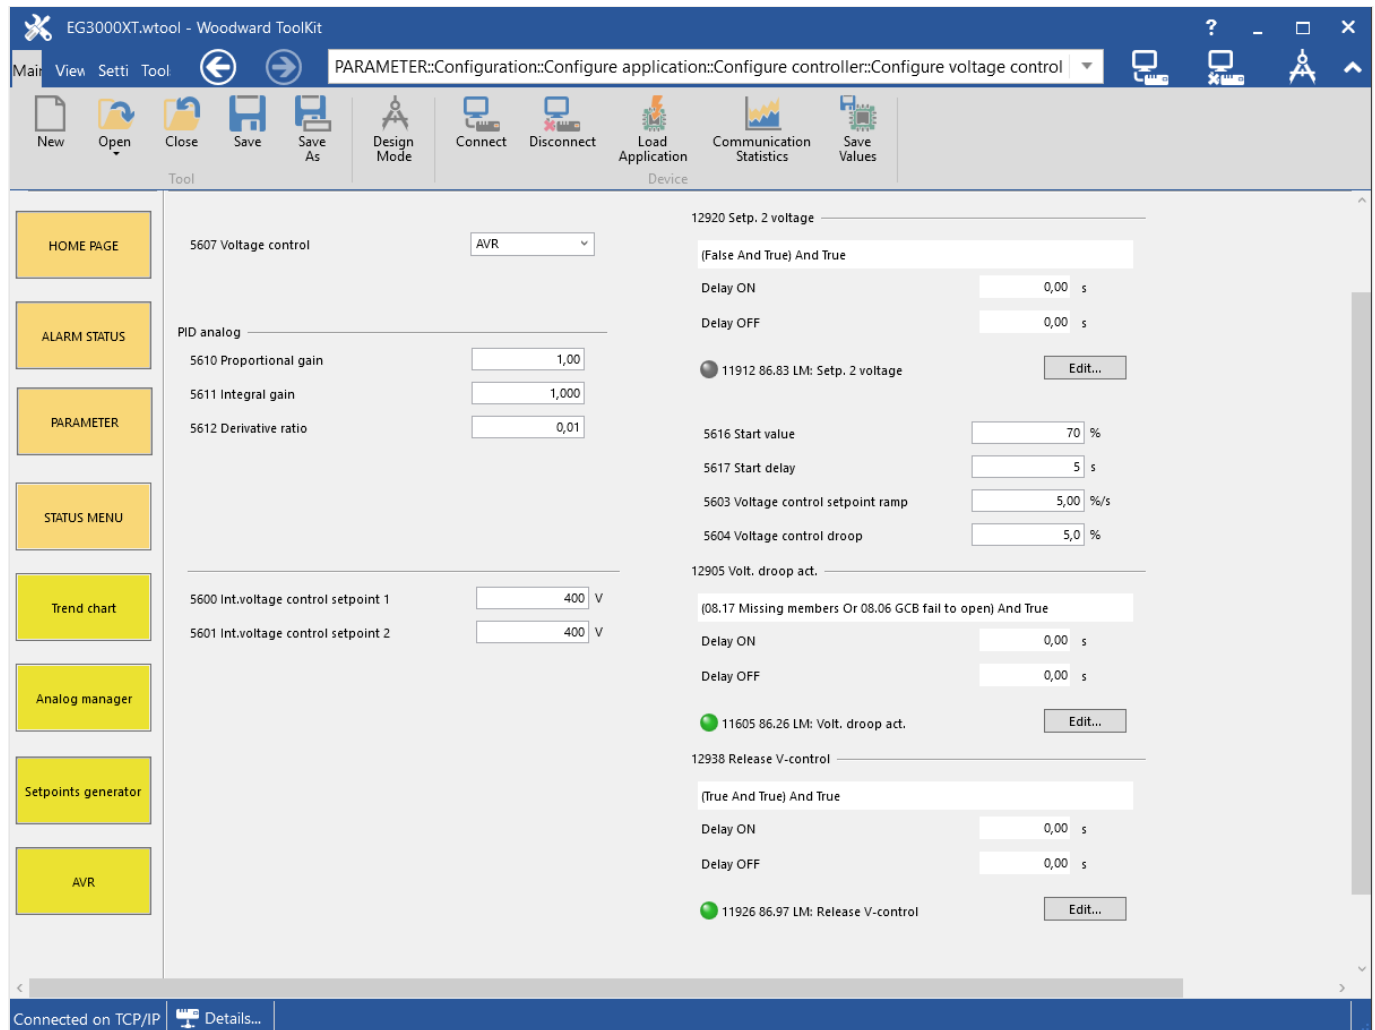 EG3000XT.wtool - Woodward ToolKit
?
Mai View Setti Tool
PARAMETER::Configuration::Configure application::Configure controller::Configure voltage control
New
Open
Close
Save
Save As
Design Mode
Connect
Disconnect
Load Application
Communication Statistics
Save Values
Tool
Device
HOME PAGE
ALARM STATUS
PARAMETER
STATUS MENU
Trend chart
Analog manager
Setpoints generator
AVR
5607 Voltage control AVR
PID analog
5610 Proportional gain 1,00
5611 Integral gain 1,000
5612 Derivative ratio 0,01
5600 Int.voltage control setpoint 1 400 V
5601 Int.voltage control setpoint 2 400 V
12920 Setp. 2 voltage
(False And True) And True
Delay ON 0,00 s
Delay OFF 0,00 s
11912 86.83 LM: Setp. 2 voltage Edit...
5616 Start value 70 %
5617 Start delay 5 s
5603 Voltage control setpoint ramp 5,00 %/s
5604 Voltage control droop 5,0 %
12905 Volt. droop act.
(08.17 Missing members Or 08.06 GCB fail to open) And True
Delay ON 0,00 s
Delay OFF 0,00 s
11605 86.26 LM: Volt. droop act. Edit...
12938 Release V-control
(True And True) And True
Delay ON 0,00 s
Delay OFF 0,00 s
11926 86.97 LM: Release V-control Edit...
Connected on TCP/IP Details...